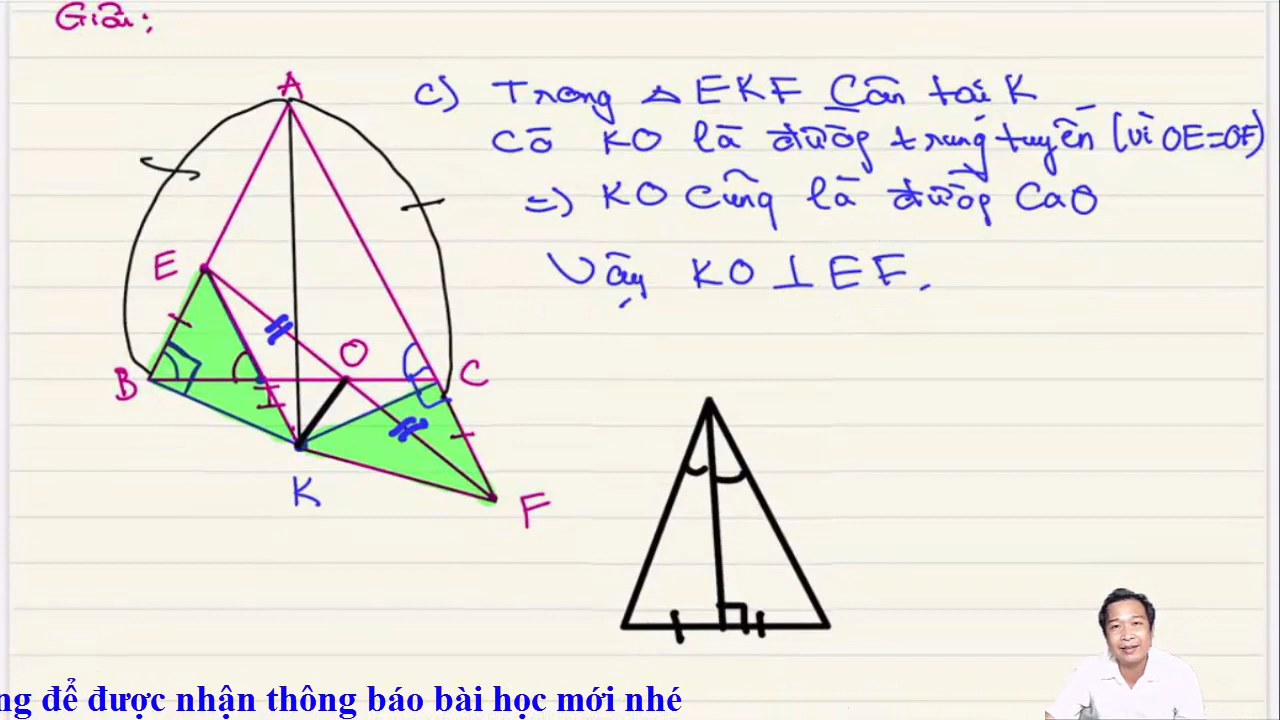 Giải:
A
c) Trong △ EKF Cân tại K
có KO là đường trung tuyến (vì OE=OF)
=> KO cũng là đường cao
Vậy KO ⊥ EF.
E
O
B
C
K
F
ng để được nhận thông báo bài học mới nhé